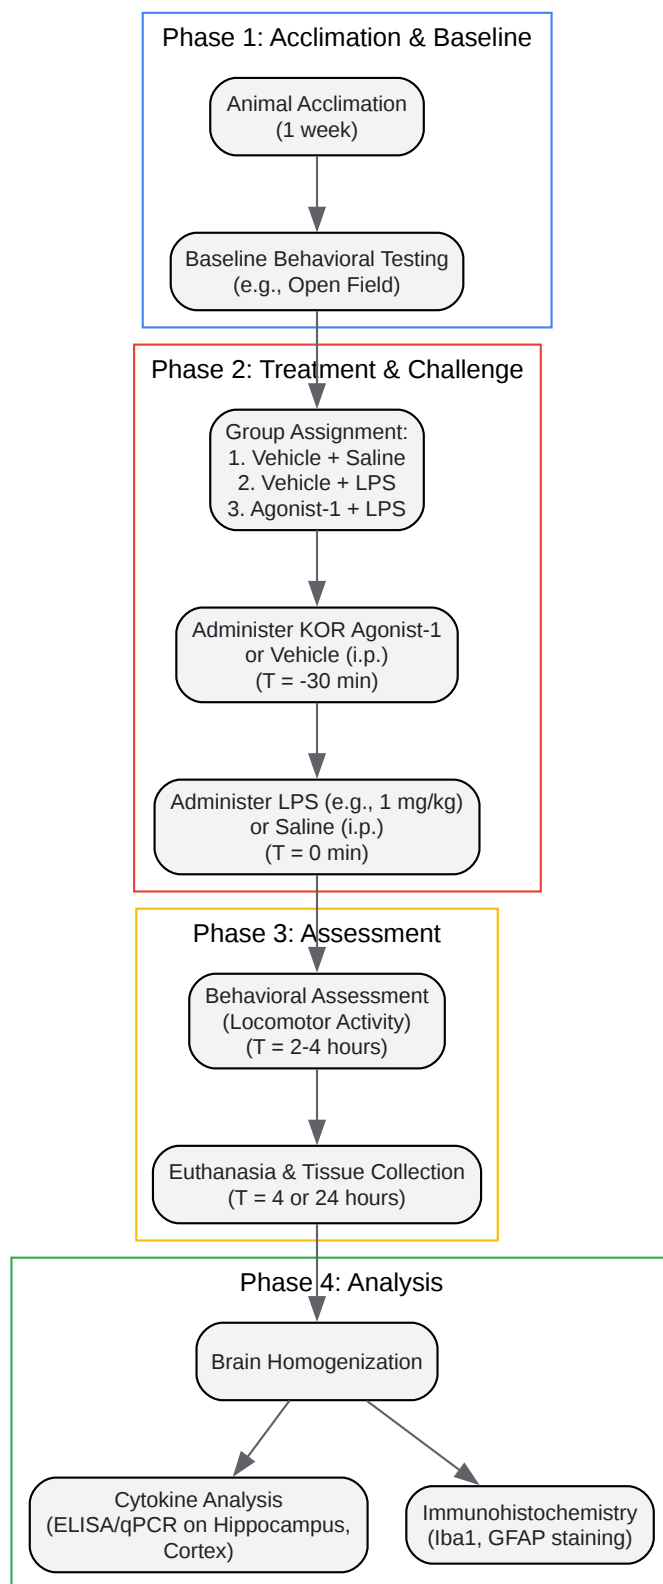 Phase 1: Acclimation & Baseline
Animal Acclimation
(1 week)
Baseline Behavioral Testing
(e.g., Open Field)
Phase 2: Treatment & Challenge
Group Assignment:
1. Vehicle + Saline
2. Vehicle + LPS
3. Agonist-1 + LPS
Administer KOR Agonist-1
or Vehicle (i.p.)
(T = -30 min)
Administer LPS (e.g., 1 mg/kg)
or Saline (i.p.)
(T = 0 min)
Phase 3: Assessment
Behavioral Assessment
(Locomotor Activity)
(T = 2-4 hours)
Euthanasia & Tissue Collection
(T = 4 or 24 hours)
Phase 4: Analysis
Brain Homogenization
Cytokine Analysis
(ELISA/qPCR on Hippocampus,
Cortex)
Immunohistochemistry
(Iba1, GFAP staining)